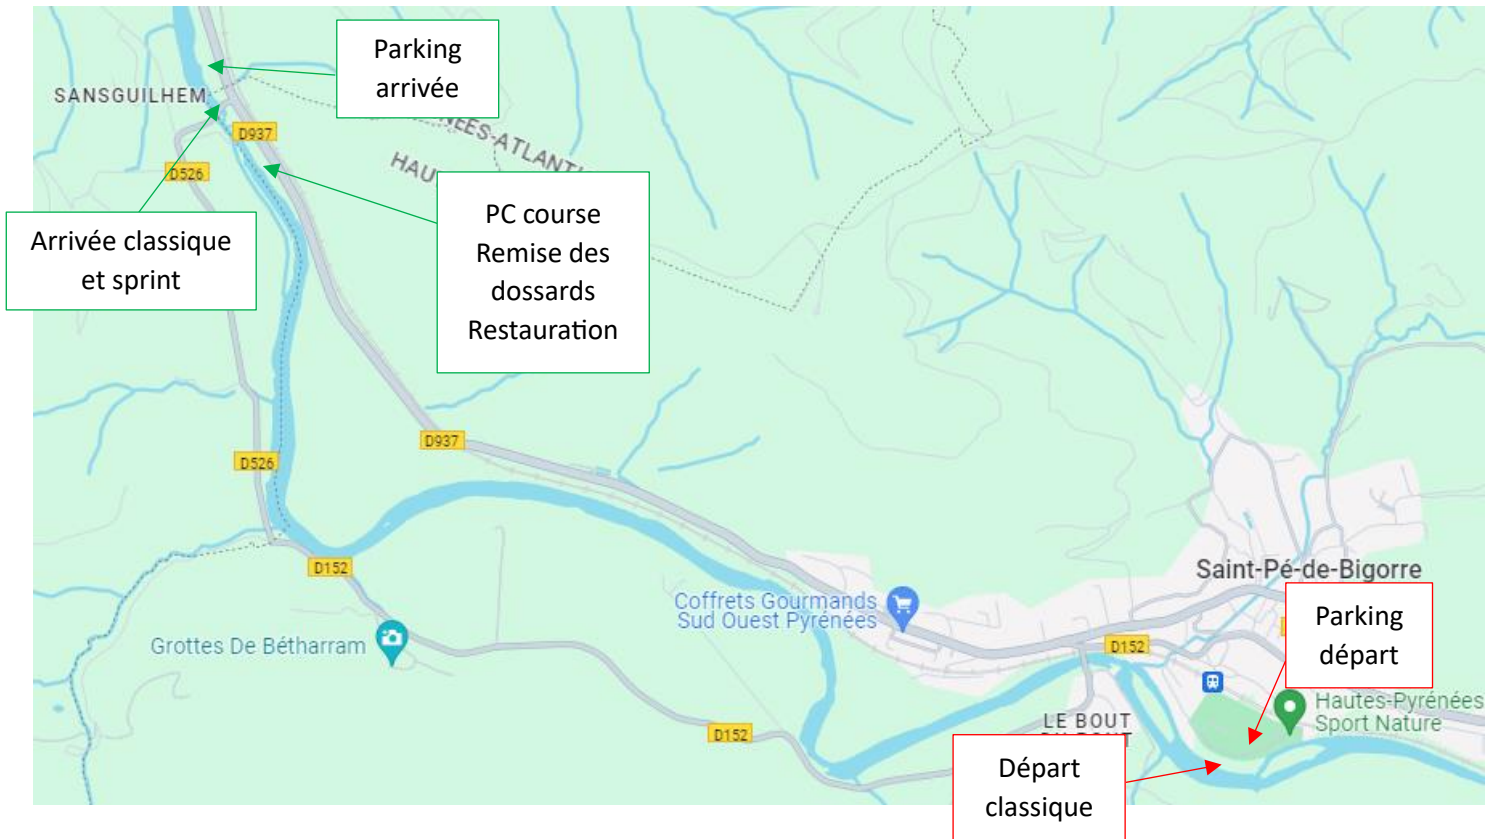 Parking
arrivée
SANSGUILHEM
D937
D526
Arrivée classique
et sprint
PC course
Remise des
dossards
Restauration
D937
D526
D152
Grottes De Bétharram
Coffrets Gourmands
Sud Ouest Pyrénées
Saint-Pé-de-Bigorre
Parking
départ
D152
Hautes-Pyrénées
Sport Nature
LE BOUT
D152
Départ
classique